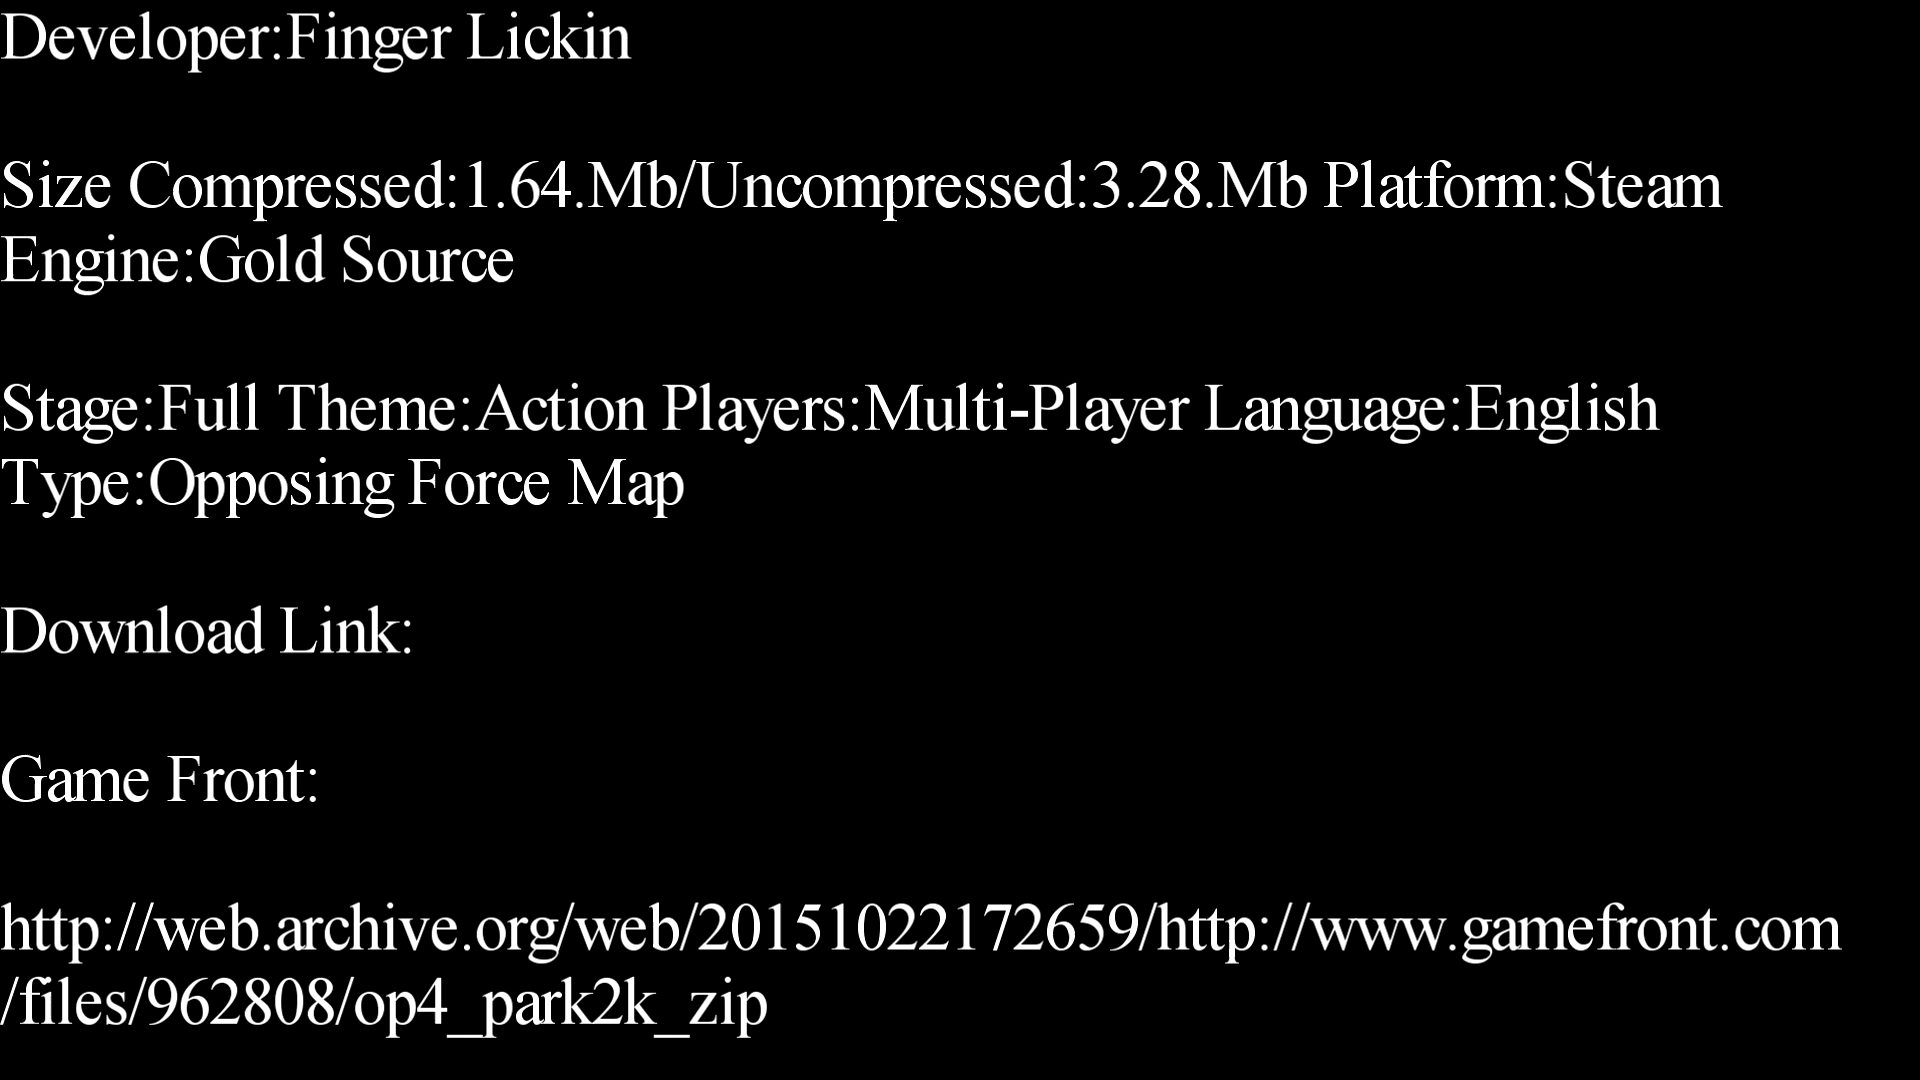 Developer:Finger Lickin
Size Compressed:1.64.Mb/Uncompressed:3.28.Mb Platform:Steam
Engine:Gold Source
Stage:Full Theme:Action Players:Multi-Player Language:English
Type:Opposing Force Map
Download Link:
Game Front:
http://web.archive.org/web/20151022172659/http://www.gamefront.com
/files/962808/op4_park2k_zip